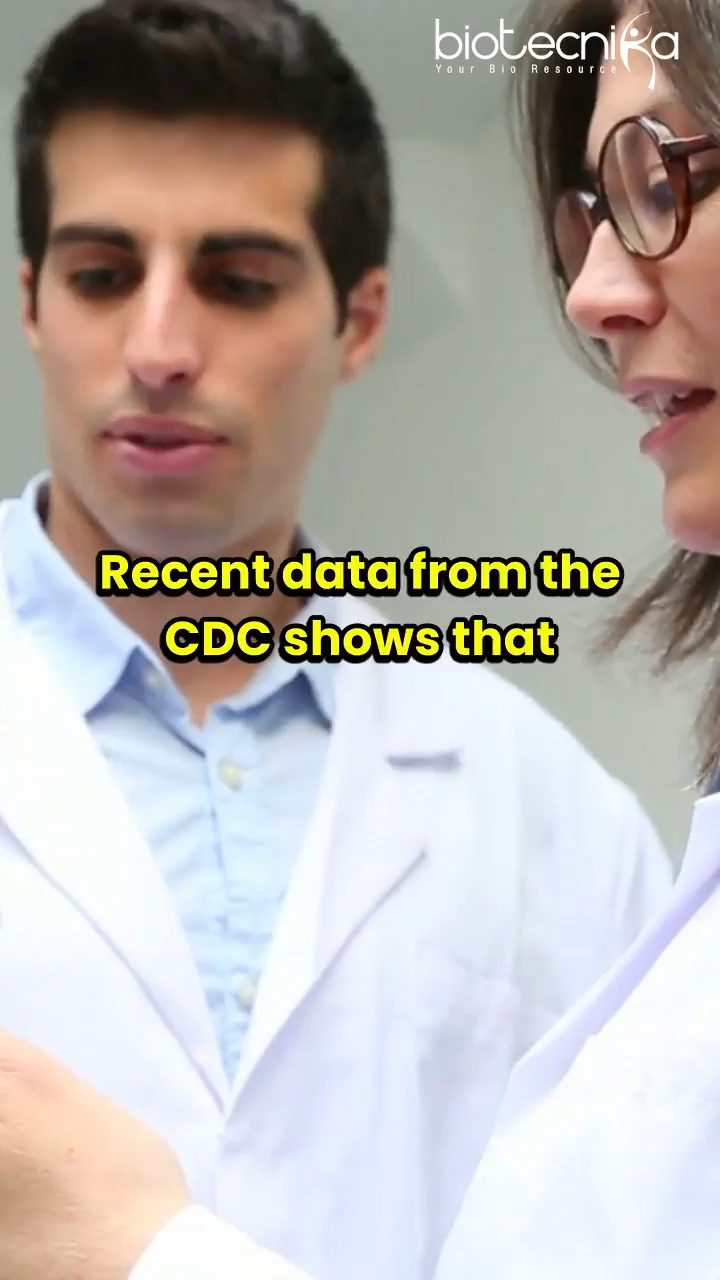 biotecnika
Your Bio Resource
Recent data from the
CDC shows that